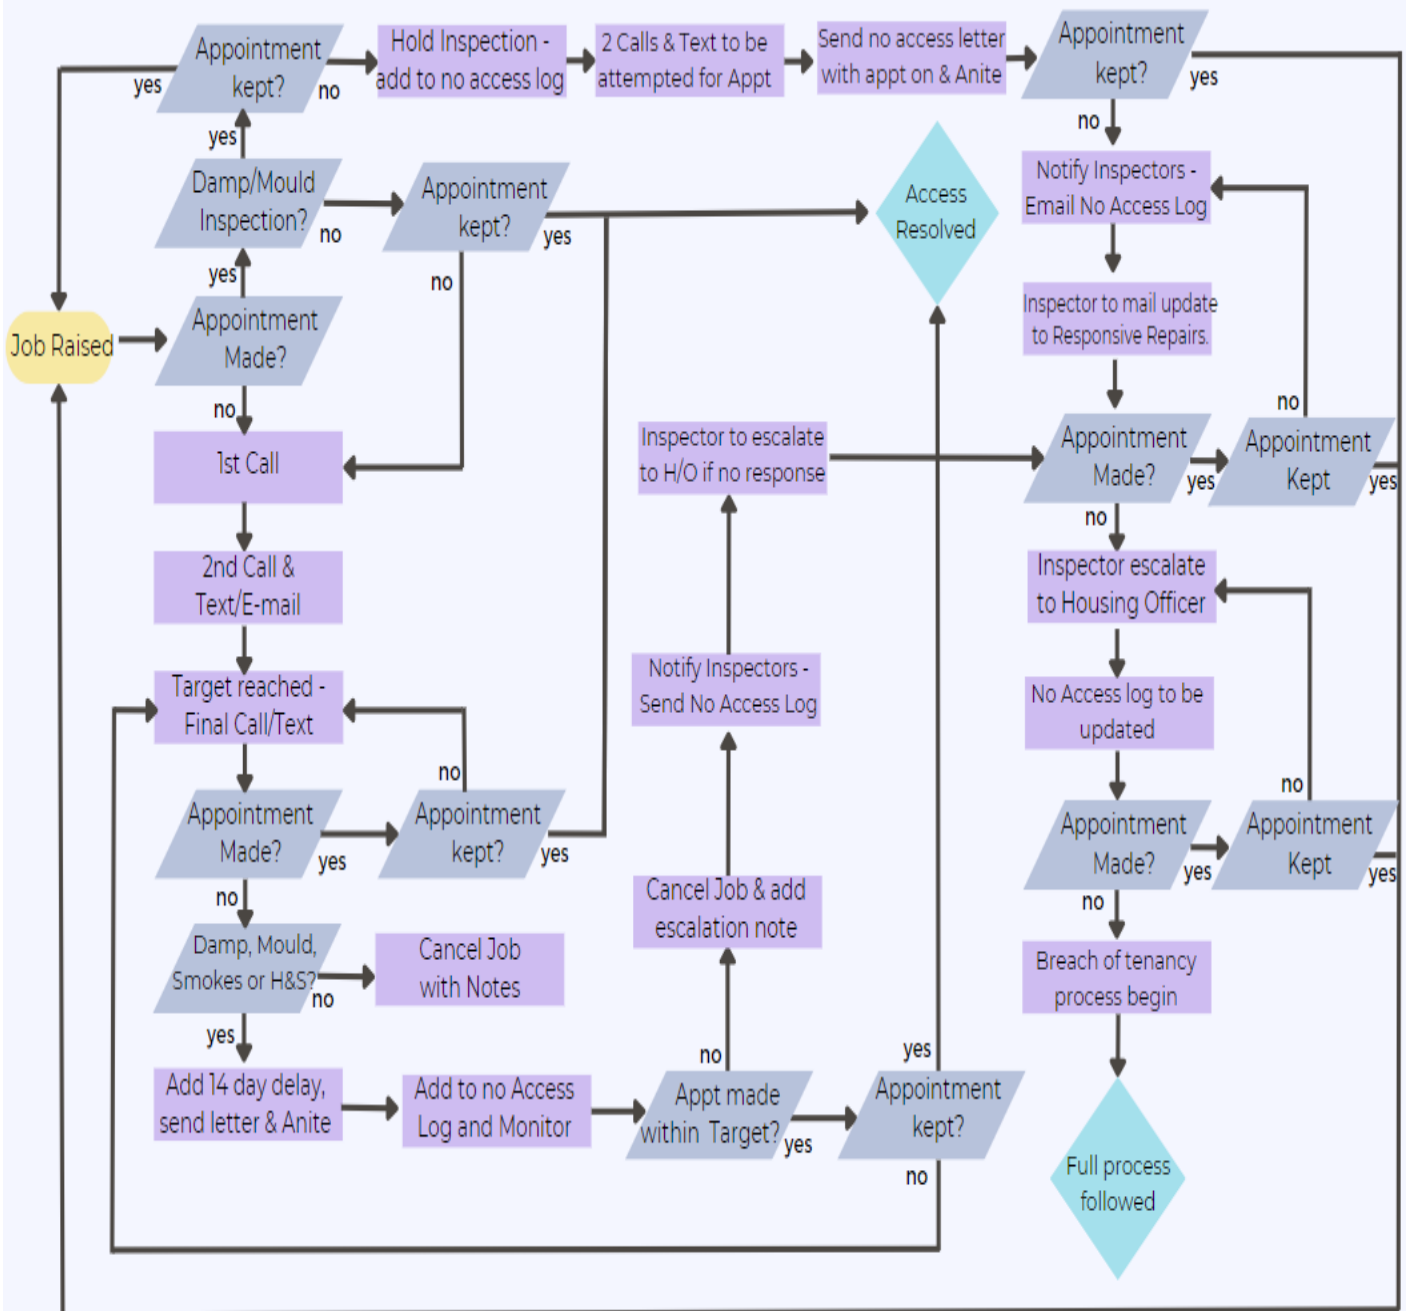 Appointment
kept?
yes
no
Hold Inspection -
add to no access log
2 Calls & Text to be
attempted for Appt
Send no access letter
with appt on & Anite
Appointment
kept?
yes
no
yes
Damp/Mould
Inspection?
no
Appointment
kept?
yes
no
Access
Resolved
Notify Inspectors -
Email No Access Log
yes
Job Raised
Appointment
Made?
no
Inspector to mail update
to Responsive Repairs.
1st Call
Inspector to escalate
to H/O if no response
Appointment
Made?
yes
no
Appointment
Kept
no
yes
2nd Call &
Text/E-mail
Inspector escalate
to Housing Officer
Target reached -
Final Call/Text
Notify Inspectors -
Send No Access Log
No Access log to be
updated
no
Appointment
Made?
yes
no
Appointment
kept?
yes
Appointment
Made?
yes
no
no
Appointment
Kept
yes
Cancel Job & add
escalation note
Damp, Mould,
Smokes or H&S?
no
yes
Cancel Job
with Notes
Breach of tenancy
process begin
Add 14 day delay,
send letter & Anite
Add to no Access
Log and Monitor
no
Appt made
within Target?
yes
yes
Appointment
kept?
no
Full process
followed